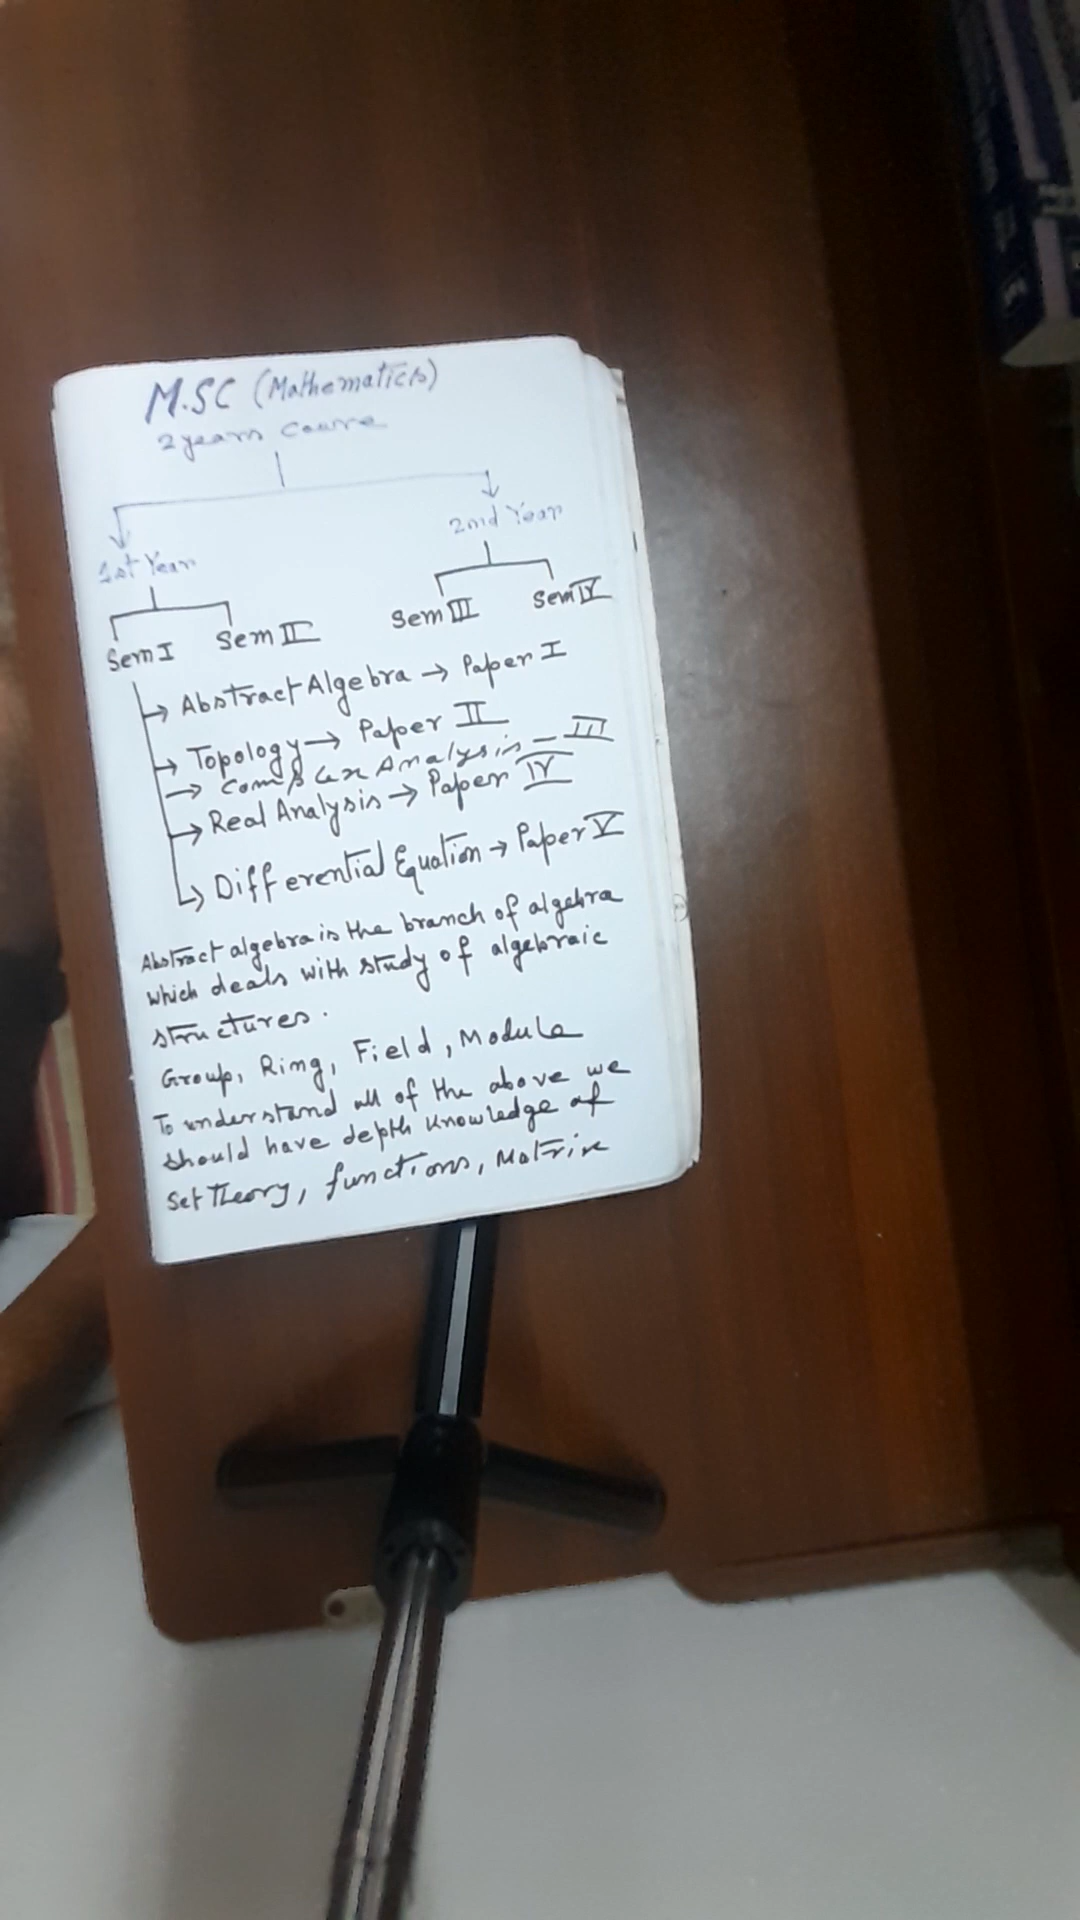 M.SC (Mathematics)
2 years course
1st Year 2nd Year
Sem I Sem II Sem III Sem IV
→ Abstract Algebra → Paper I
→ Topology → Paper II
→ Complex Analysis - III
→ Real Analysis → Paper IV
→ Differential Equation → Paper V
Abstract algebra is the branch of algebra
which deals with study of algebraic
structures.
Group, Ring, Field, Module
To understand all of the above we
should have depth knowledge of
Set Theory, functions, Matrix